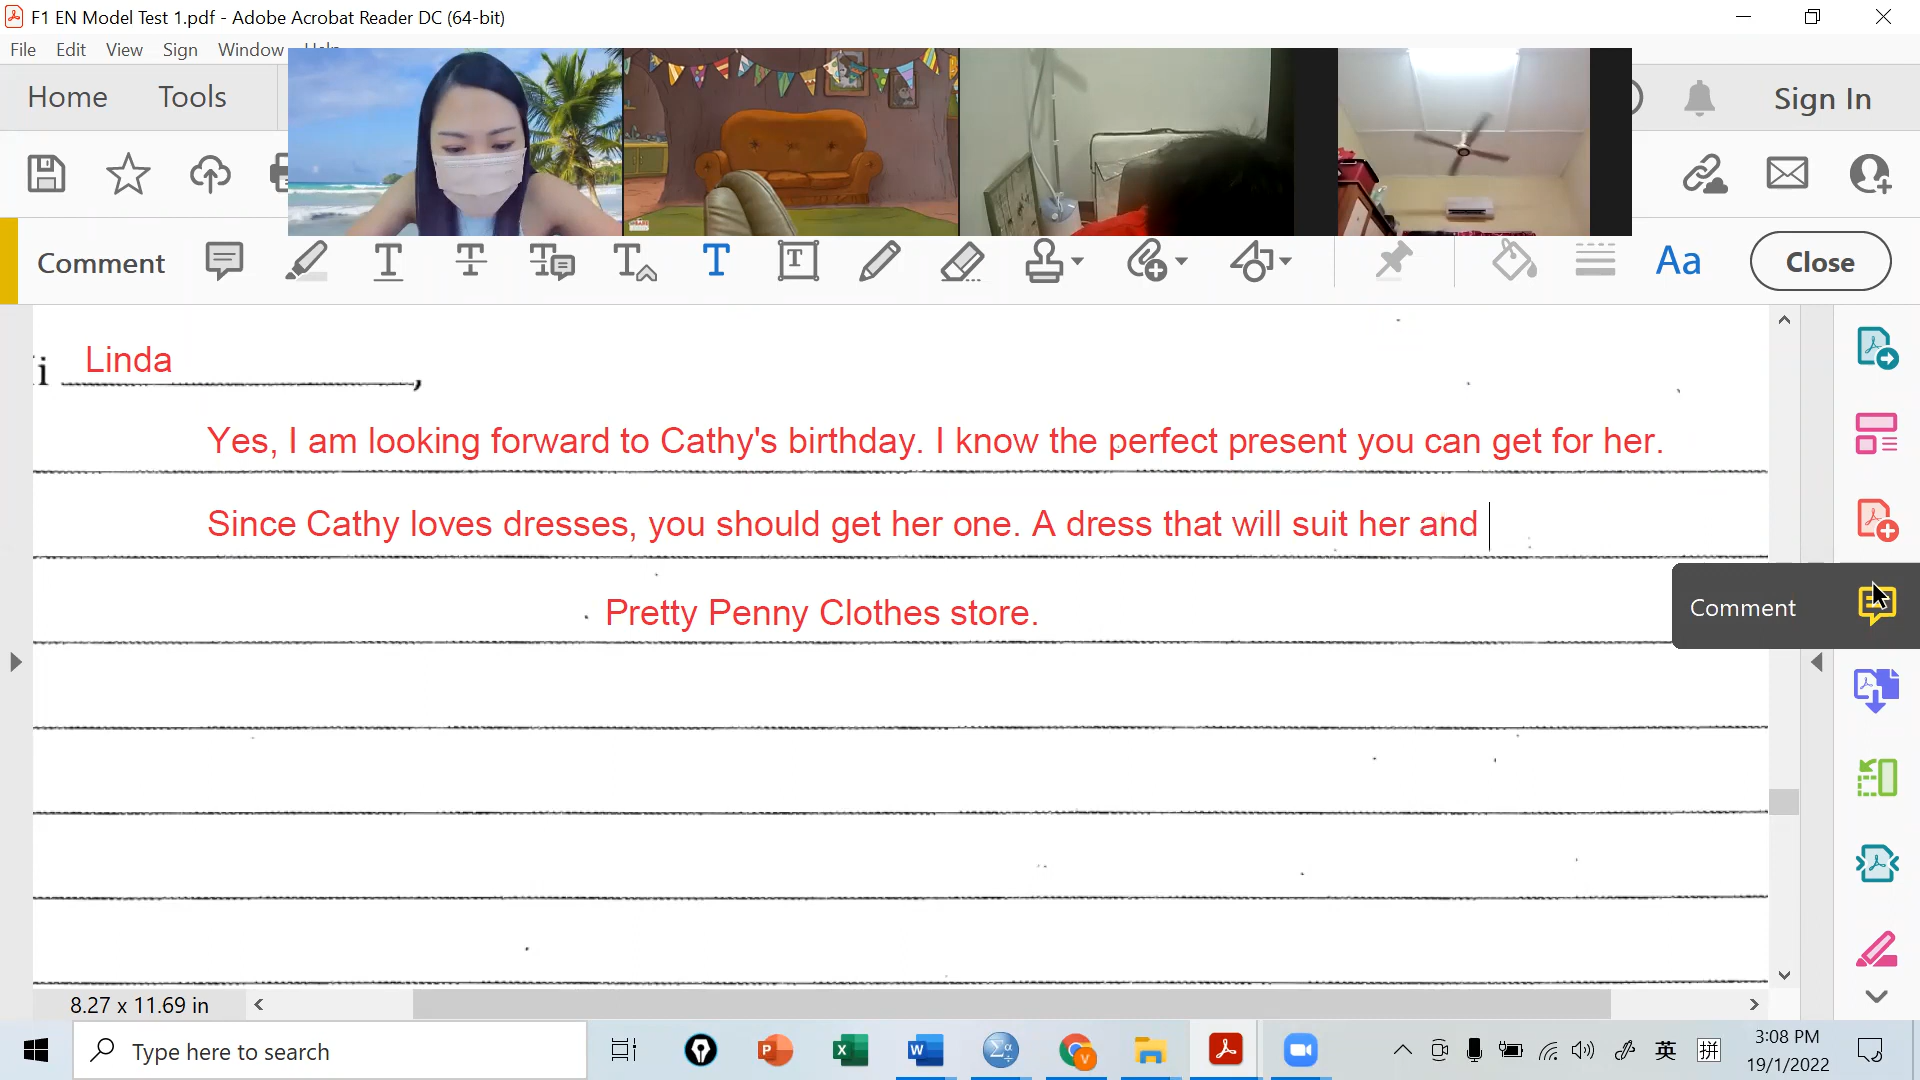 F1 EN Model Test 1.pdf - Adobe Acrobat Reader DC (64-bit)
File Edit View Sign Window Help
Home Tools Sign In
Comment Aa Close
i Linda ,
Yes, I am looking forward to Cathy's birthday. I know the perfect present you can get for her.
Since Cathy loves dresses, you should get her one. A dress that will suit her and
Comment
Pretty Penny Clothes store.
8.27 x 11.69 in
Type here to search
英 拼
3:08 PM
19/1/2022